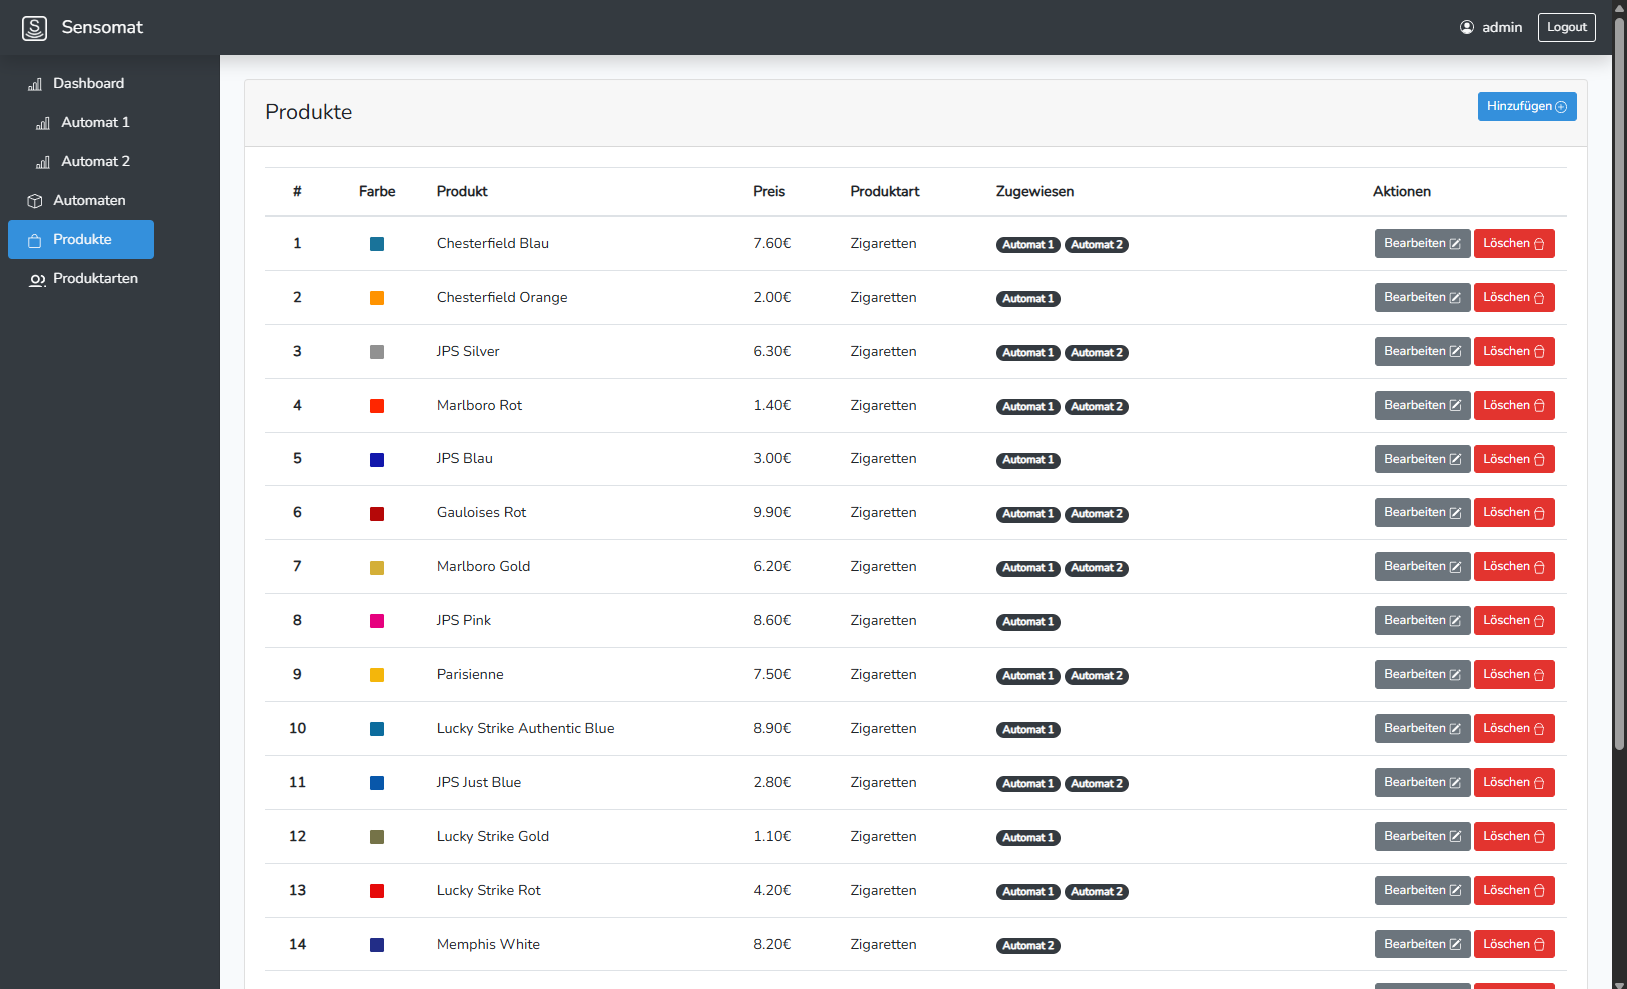 Sensomat
admin Logout
Dashboard
Automat 1
Automat 2
Automaten
Produkte
Produktarten
Produkte Hinzufügen
# Farbe Produkt Preis Produktart Zugewiesen Aktionen
1 Chesterfield Blau 7.60€ Zigaretten Automat 1 Automat 2 Bearbeiten Löschen
2 Chesterfield Orange 2.00€ Zigaretten Automat 1 Bearbeiten Löschen
3 JPS Silver 6.30€ Zigaretten Automat 1 Automat 2 Bearbeiten Löschen
4 Marlboro Rot 1.40€ Zigaretten Automat 1 Automat 2 Bearbeiten Löschen
5 JPS Blau 3.00€ Zigaretten Automat 1 Bearbeiten Löschen
6 Gauloises Rot 9.90€ Zigaretten Automat 1 Automat 2 Bearbeiten Löschen
7 Marlboro Gold 6.20€ Zigaretten Automat 1 Automat 2 Bearbeiten Löschen
8 JPS Pink 8.60€ Zigaretten Automat 1 Bearbeiten Löschen
9 Parisienne 7.50€ Zigaretten Automat 1 Automat 2 Bearbeiten Löschen
10 Lucky Strike Authentic Blue 8.90€ Zigaretten Automat 1 Bearbeiten Löschen
11 JPS Just Blue 2.80€ Zigaretten Automat 1 Automat 2 Bearbeiten Löschen
12 Lucky Strike Gold 1.10€ Zigaretten Automat 1 Bearbeiten Löschen
13 Lucky Strike Rot 4.20€ Zigaretten Automat 1 Automat 2 Bearbeiten Löschen
14 Memphis White 8.20€ Zigaretten Automat 2 Bearbeiten Löschen